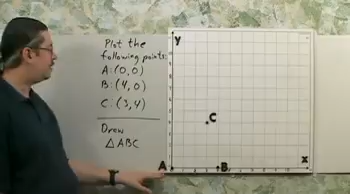 Plot the
following points:
A:(0,0)
B:(4,0)
C:(3,4)
Draw
△ABC
y
C
x
A
B